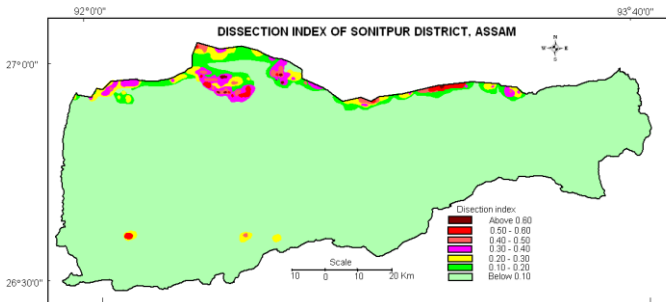 92°0'0"
93°40'0"
DISSECTION INDEX OF SONITPUR DISTRICT, ASSAM
N
W
E
S
27°0'0"
Disection index
Above 0.60
0.50 - 0.60
0.40 - 0.50
0.30 - 0.40
0.20 - 0.30
0.10 - 0.20
Below 0.10
Scale
10 0 10 20 Km
26°30'0"